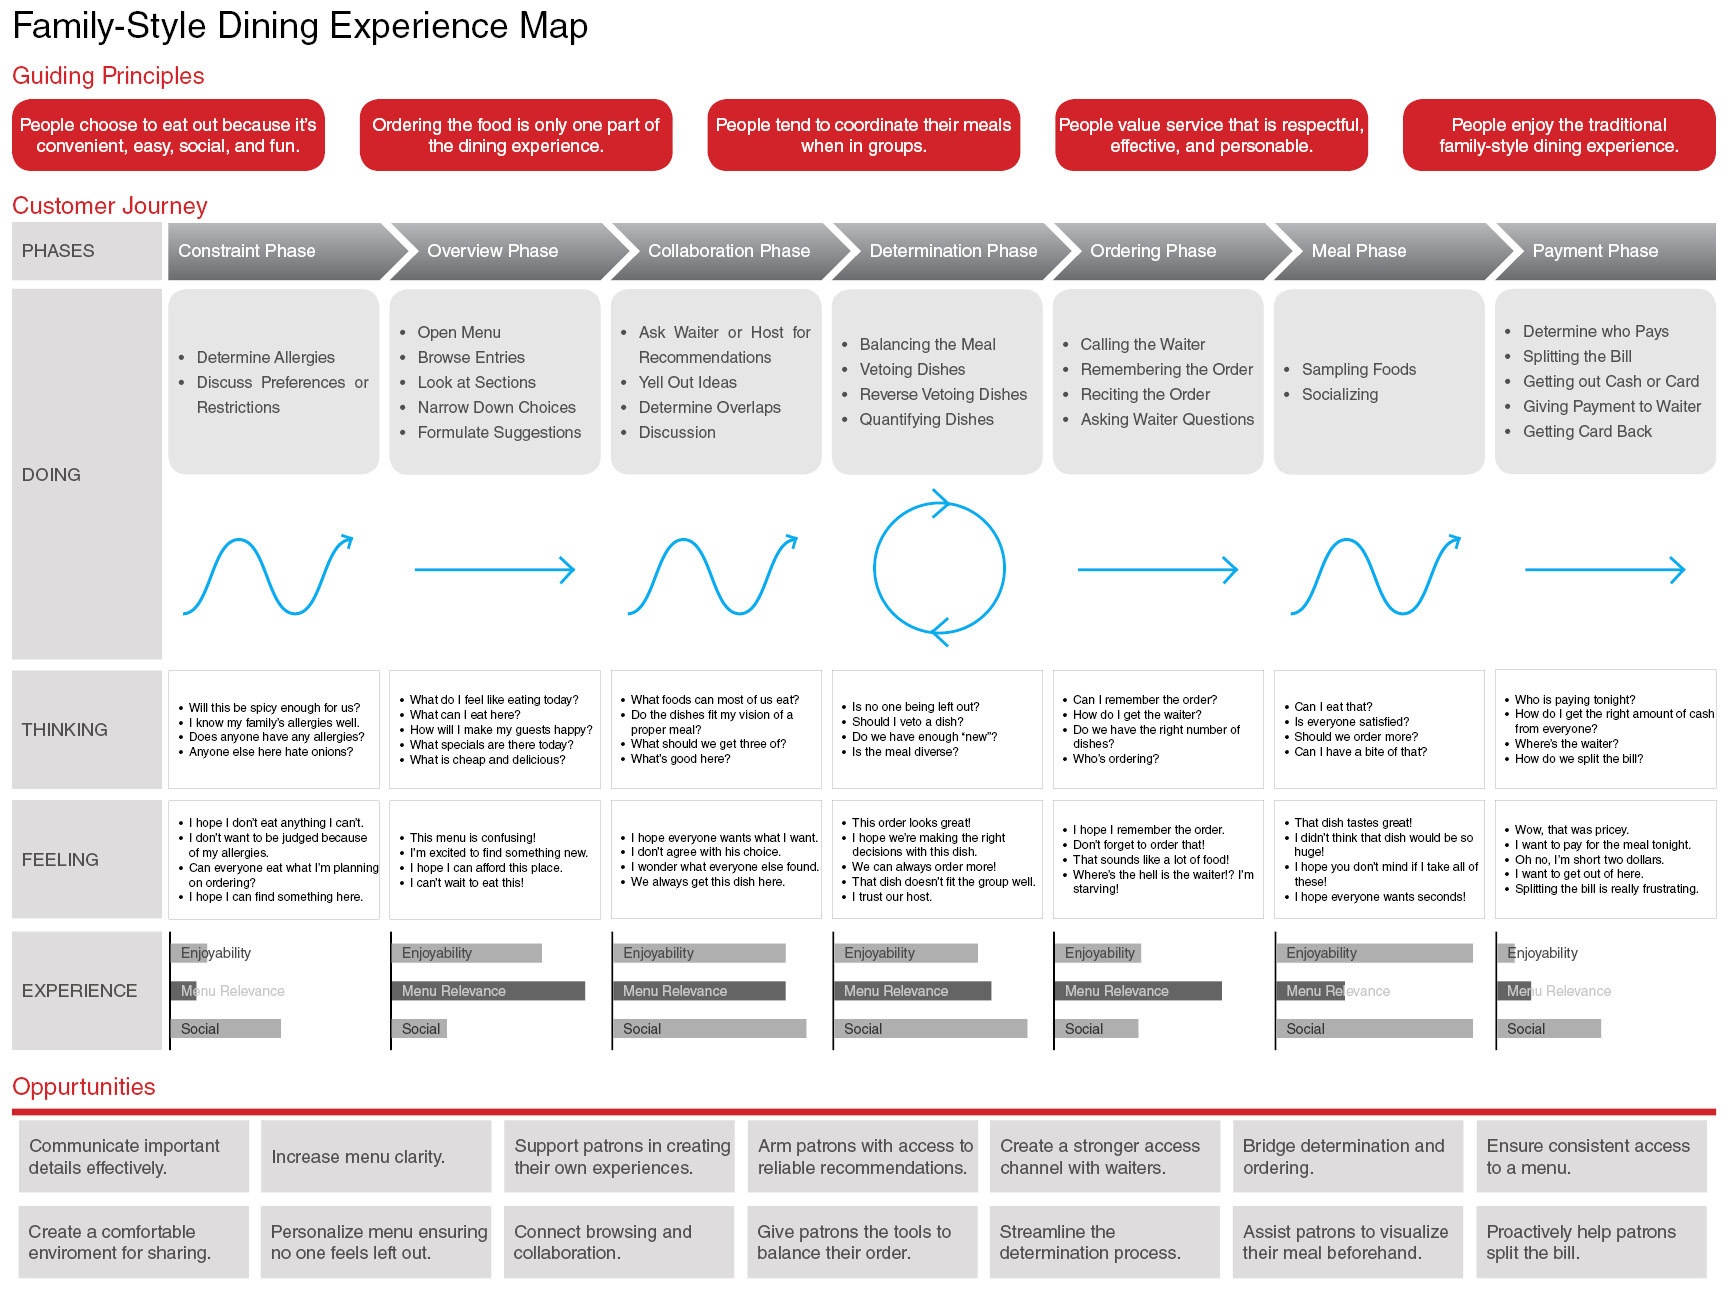 Family-Style Dining Experience Map
Guiding Principles
People choose to eat out because it's
convenient, easy, social, and fun.
Ordering the food is only one part of
the dining experience.
People tend to coordinate their meals
when in groups.
People value service that is respectful,
effective, and personable.
People enjoy the traditional
family-style dining experience.
Customer Journey
PHASES
Constraint Phase
Overview Phase
Collaboration Phase
Determination Phase
Ordering Phase
Meal Phase
Payment Phase
DOING
• Determine Allergies
• Discuss Preferences or
Restrictions
• Open Menu
• Browse Entries
• Look at Sections
• Narrow Down Choices
• Formulate Suggestions
• Ask Waiter or Host for
Recommendations
• Yell Out Ideas
• Determine Overlaps
• Discussion
• Balancing the Meal
• Vetoing Dishes
• Reverse Vetoing Dishes
• Quantifying Dishes
• Calling the Waiter
• Remembering the Order
• Reciting the Order
• Asking Waiter Questions
• Sampling Foods
• Socializing
• Determine who Pays
• Splitting the Bill
• Getting out Cash or Card
• Giving Payment to Waiter
• Getting Card Back
THINKING
• Will this be spicy enough for us?
• I know my family's allergies well.
• Does anyone have any allergies?
• Anyone else here hate onions?
• What do I feel like eating today?
• What can I eat here?
• How will I make my guests happy?
• What specials are there today?
• What is cheap and delicious?
• What foods can most of us eat?
• Do the dishes fit my vision of a
proper meal?
• What should we get three of?
• What's good here?
• Is no one being left out?
• Should I veto a dish?
• Do we have enough “new”?
• Is the meal diverse?
• Can I remember the order?
• How do I get the waiter?
• Do we have the right number of
dishes?
• Who's ordering?
• Can I eat that?
• Is everyone satisfied?
• Should we order more?
• Can I have a bite of that?
• Who is paying tonight?
• How do I get the right amount of cash
from everyone?
• Where's the waiter?
• How do we split the bill?
FEELING
• I hope I don't eat anything I can't.
• I don't want to be judged because
of my allergies.
• Can everyone eat what I'm planning
on ordering?
• I hope I can find something here.
• This menu is confusing!
• I'm excited to find something new.
• I hope I can afford this place.
• I can't wait to eat this!
• I hope everyone wants what I want.
• I don't agree with his choice.
• I wonder what everyone else found.
• We always get this dish here.
• This order looks great!
• I hope we're making the right
decisions with this dish.
• We can always order more!
• That dish doesn't fit the group well.
• I trust our host.
• I hope I remember the order.
• Don't forget to order that!
• That sounds like a lot of food!
• Where's the hell is the waiter!? I'm
starving!
• That dish tastes great!
• I didn't think that dish would be so
huge!
• I hope you don't mind if I take all of
these!
• I hope everyone wants seconds!
• Wow, that was pricey.
• I want to pay for the meal tonight.
• Oh no, I'm short two dollars.
• I want to get out of here.
• Splitting the bill is really frustrating.
EXPERIENCE
Enjoyability
Menu Relevance
Social
Enjoyability
Menu Relevance
Social
Enjoyability
Menu Relevance
Social
Enjoyability
Menu Relevance
Social
Enjoyability
Menu Relevance
Social
Enjoyability
Menu Relevance
Social
Enjoyability
Menu Relevance
Social
Oppurtunities
Communicate important
details effectively.
Increase menu clarity.
Support patrons in creating
their own experiences.
Arm patrons with access to
reliable recommendations.
Create a stronger access
channel with waiters.
Bridge determination and
ordering.
Ensure consistent access
to a menu.
Create a comfortable
enviroment for sharing.
Personalize menu ensuring
no one feels left out.
Connect browsing and
collaboration.
Give patrons the tools to
balance their order.
Streamline the
determination process.
Assist patrons to visualize
their meal beforehand.
Proactively help patrons
split the bill.